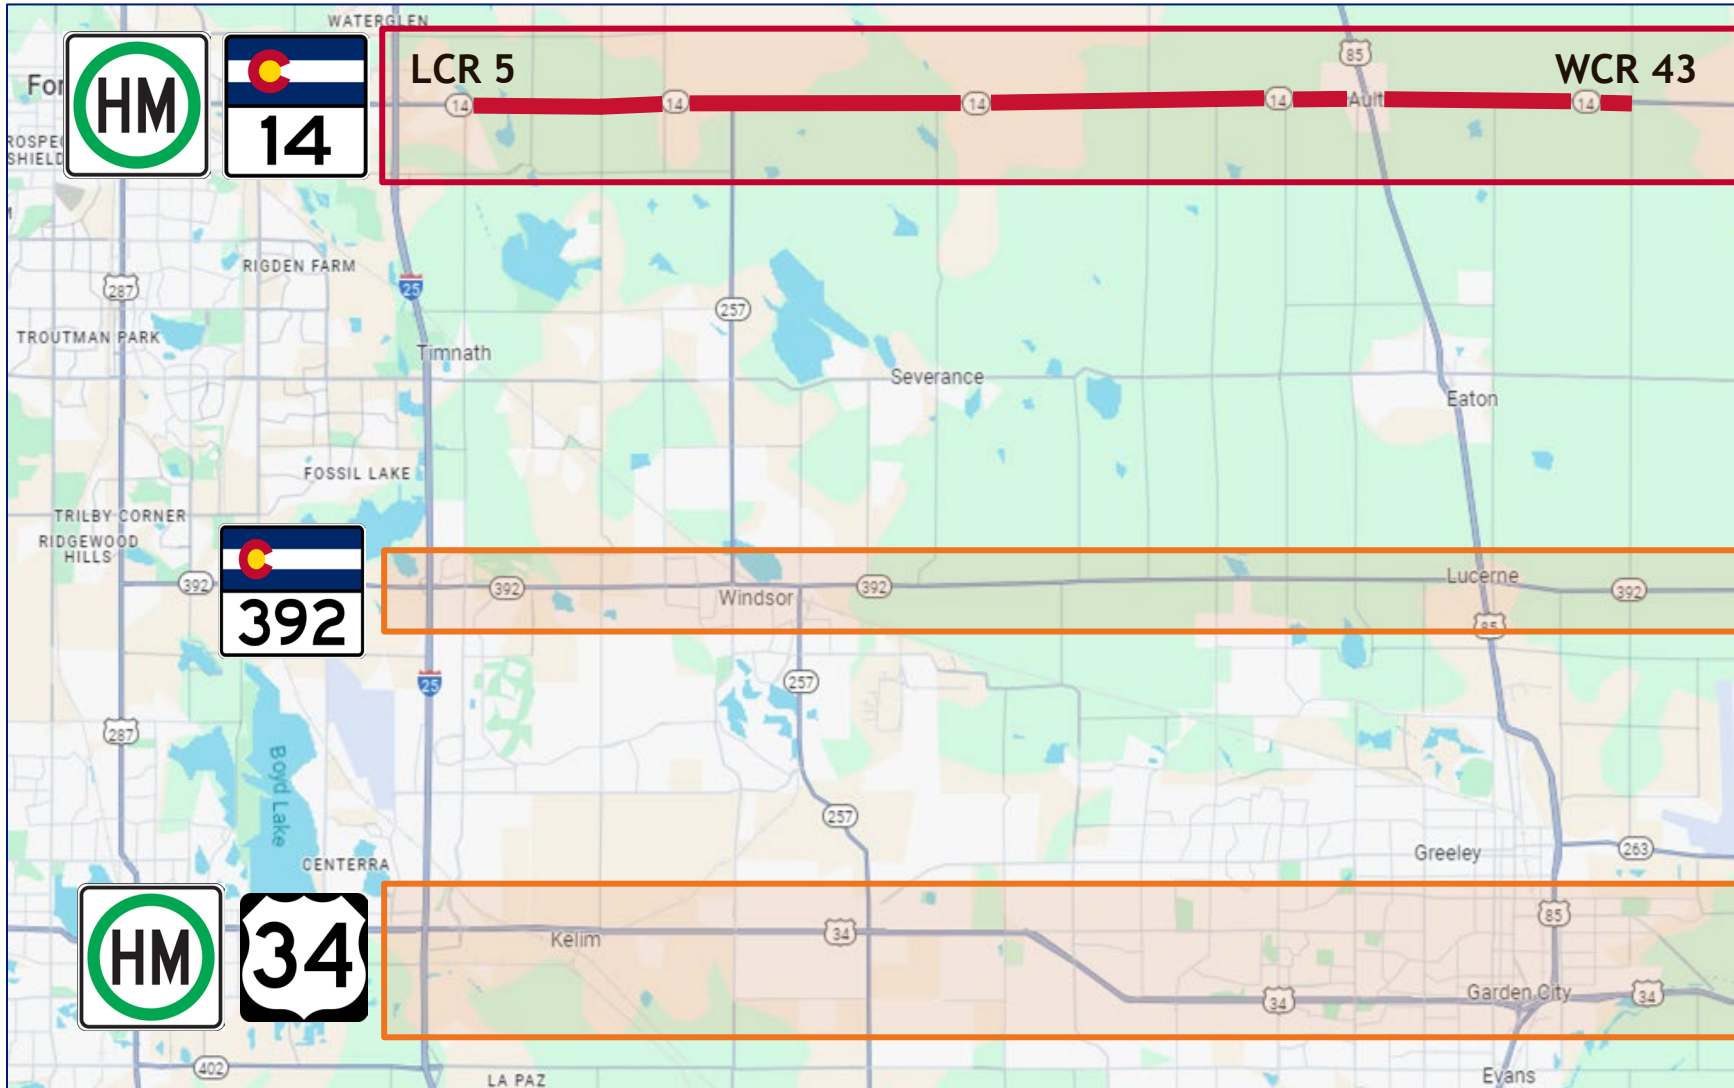 WATERGLEN
HM
14
LCR 5
WCR 43
85
For
14
14
14
14
Ault
14
ROSPE
SHIELD
RIGDEN FARM
287
25
257
TROUTMAN PARK
Timnath
Severance
Eaton
FOSSIL LAKE
TRILBY CORNER
RIDGEWOOD
HILLS
392
392
392
Windsor
392
Lucerne
392
85
25
257
287
Boyd Lake
257
CENTERRA
Greeley
263
HM
34
Kelim
34
85
34
Garden City
34
402
LA PAZ
Evans